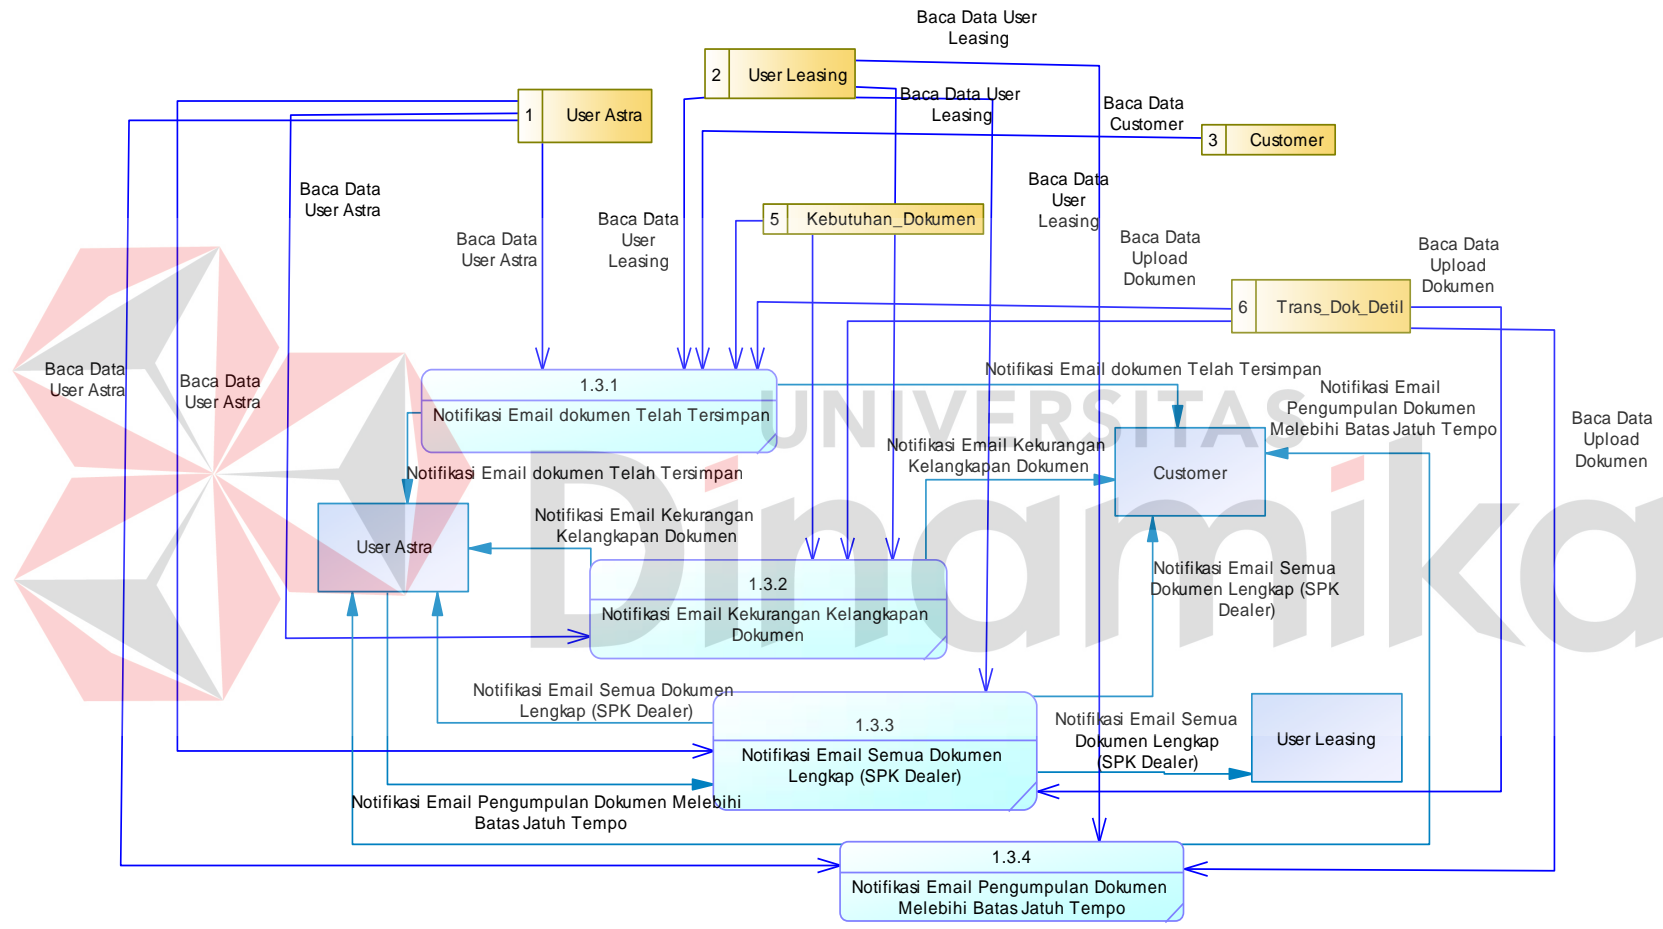 Baca Data User
Leasing
2 User Leasing
1 User Astra
Baca Data User
Leasing
Baca Data
Customer
3 Customer
Baca Data
User Astra
Baca Data
User
Leasing
5 Kebutuhan_Dokumen
Baca Data
User Astra
Baca Data
User
Leasing
Baca Data
Upload
Dokumen
Baca Data
Upload
Dokumen
6 Trans_Dok_Detil
Baca Data
User Astra
Baca Data
User Astra
1.3.1
Notifikasi Email dokumen Telah Tersimpan
Notifikasi Email dokumen Telah Tersimpan
Notifikasi Email
Pengumpulan Dokumen
Melebihi Batas Jatuh Tempo
Baca Data
Upload
Dokumen
UNIVERSITAS
Dinamika
Notifikasi Email Kekurangan
Kelangkapan Dokumen
Customer
Notifikasi Email dokumen Telah Tersimpan
Notifikasi Email Kekurangan
Kelangkapan Dokumen
User Astra
1.3.2
Notifikasi Email Kekurangan Kelangkapan
Dokumen
Notifikasi Email Semua
Dokumen Lengkap (SPK
Dealer)
Notifikasi Email Semua Dokumen
Lengkap (SPK Dealer)
1.3.3
Notifikasi Email Semua Dokumen
Lengkap (SPK Dealer)
Notifikasi Email Semua
Dokumen Lengkap
(SPK Dealer)
User Leasing
Notifikasi Email Pengumpulan Dokumen Melebihi
Batas Jatuh Tempo
1.3.4
Notifikasi Email Pengumpulan Dokumen
Melebihi Batas Jatuh Tempo